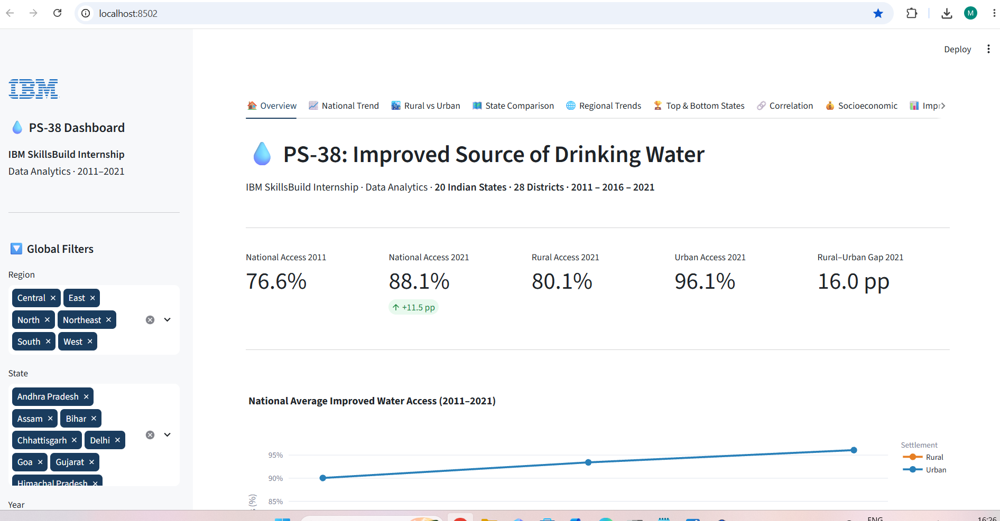 localhost:8502
M
Deploy
IBM
PS-38 Dashboard
IBM SkillsBuild Internship
Data Analytics · 2011–2021
Global Filters
Region
Central × East ×
North × Northeast ×
South × West ×
State
Andhra Pradesh ×
Assam × Bihar ×
Chhattisgarh × Delhi ×
Goa × Gujarat ×
Himachal Pradesh ×
Year
Overview National Trend Rural vs Urban State Comparison Regional Trends Top & Bottom States Correlation Socioeconomic Impr
PS-38: Improved Source of Drinking Water
IBM SkillsBuild Internship · Data Analytics · 20 Indian States · 28 Districts · 2011 – 2016 – 2021
National Access 2011
76.6%
National Access 2021
88.1%
↑ +11.5 pp
Rural Access 2021
80.1%
Urban Access 2021
96.1%
Rural–Urban Gap 2021
16.0 pp
National Average Improved Water Access (2011–2021)
Settlement
Rural
Urban
95%
90%
85%
(%)
ENG
16:26